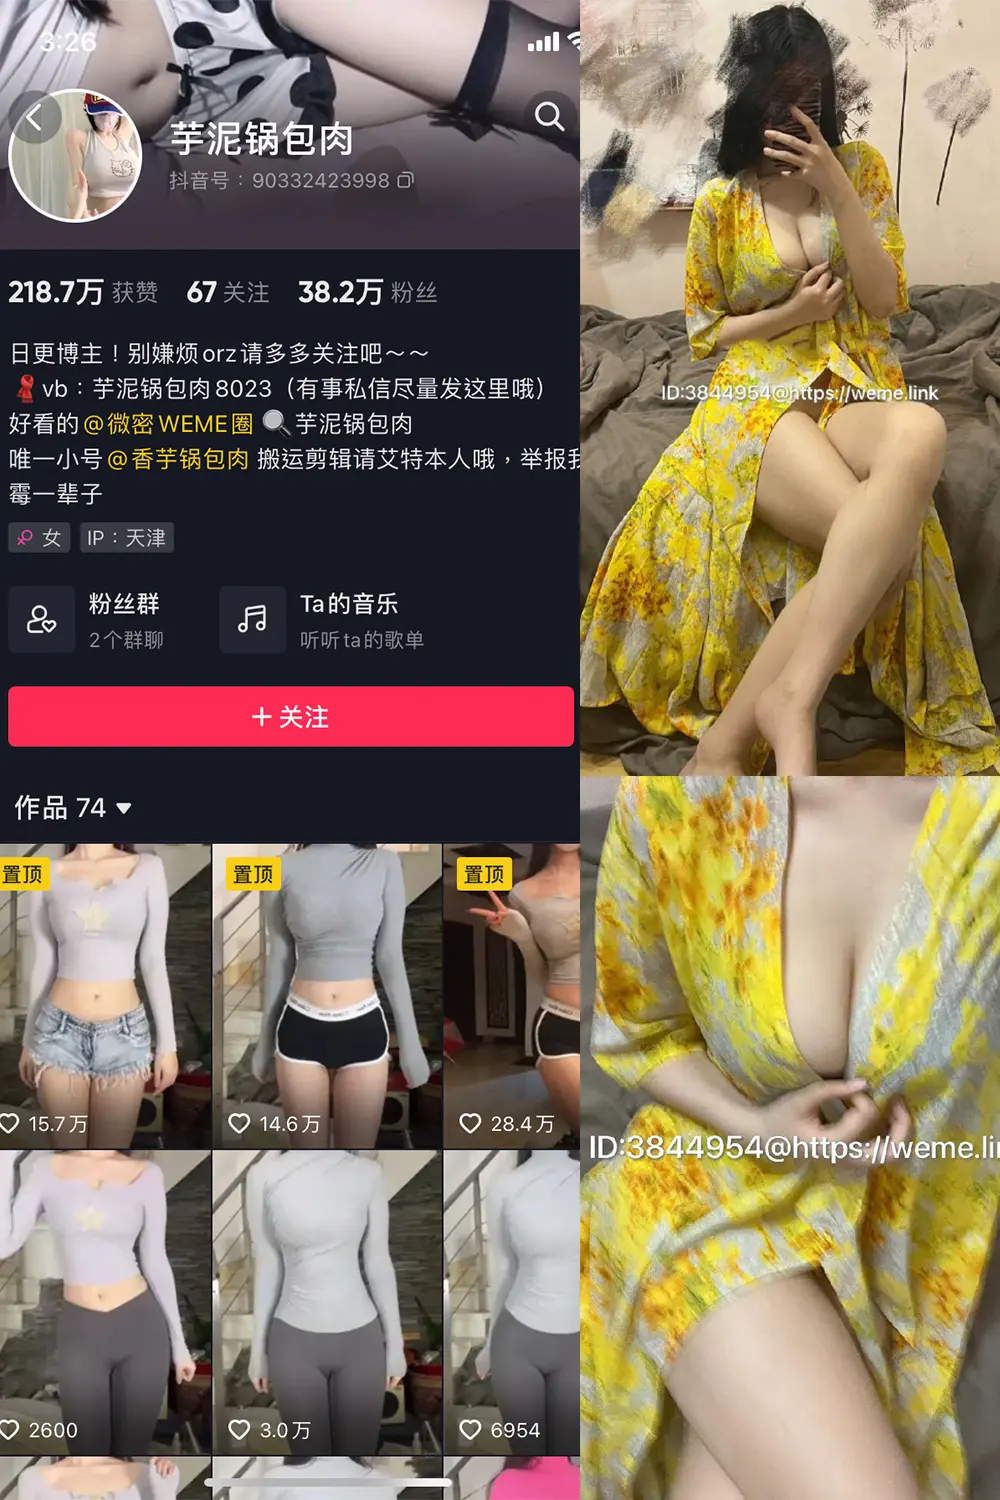 3:26
芋泥锅包肉
抖音号：90332423998
218.7万 获赞 67 关注 38.2万 粉丝
日更博主！别嫌烦orz请多多关注吧～～
vb：芋泥锅包肉8023（有事私信尽量发这里哦）
好看的@微密WEME圈 🔍芋泥锅包肉
唯一小号@香芋锅包肉 搬运剪辑请艾特本人哦，举报我
霉一辈子
女 IP：天津
粉丝群
2个群聊
Ta的音乐
听听ta的歌单
+关注
作品 74
置顶
15.7万
置顶
14.6万
置顶
28.4万
2600
3.0万
6954
ID:3844954@https://weme.link
ID:3844954@https://weme.li